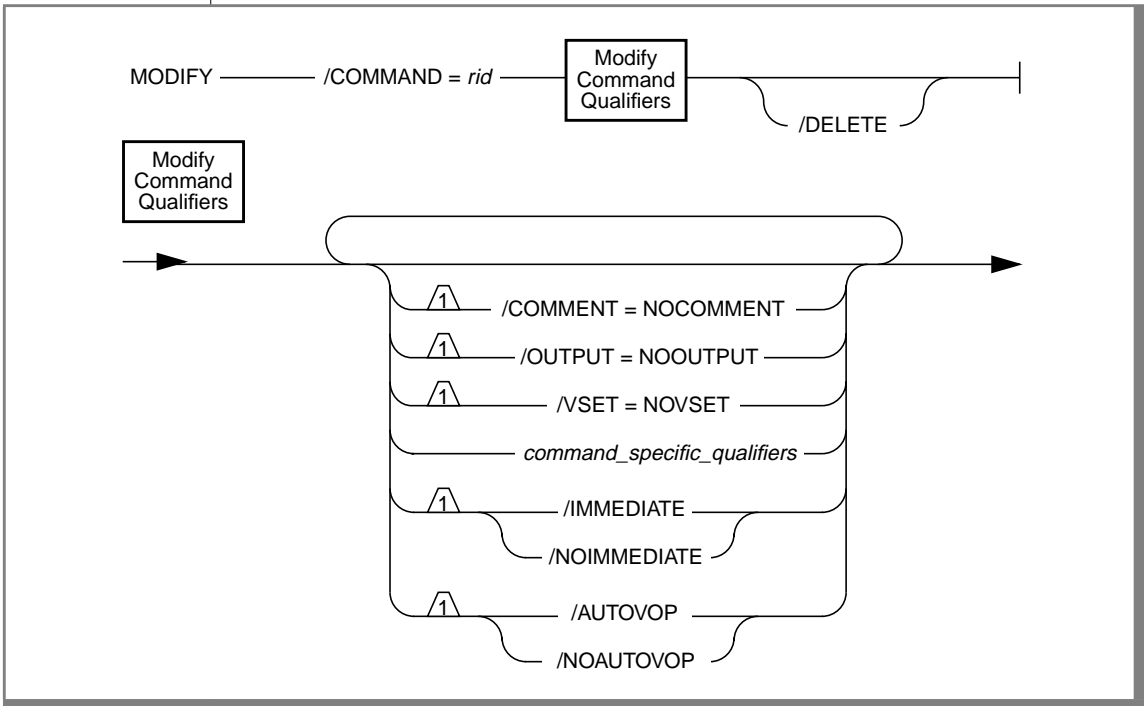 MODIFY /COMMAND = rid Modify
Command
Qualifiers
/DELETE
Modify
Command
Qualifiers
1 /COMMENT = NOCOMMENT
1 /OUTPUT = NOOUTPUT
1 /VSET = NOVSET
command_specific_qualifiers
1 /IMMEDIATE
/NOIMMEDIATE
1 /AUTOVOP
/NOAUTOVOP